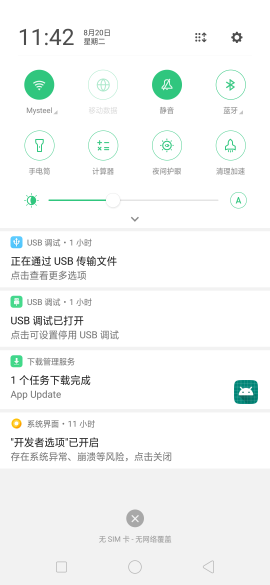 11:42
8月20日
星期二
Mysteel
移动数据
静音
蓝牙
手电筒
计算器
夜间护眼
清理加速
A
USB 调试 • 1 小时
正在通过 USB 传输文件
点击查看更多选项
USB 调试 • 1 小时
USB 调试已打开
点击可设置停用 USB 调试
下载管理服务
1 个任务下载完成
App Update
系统界面 • 11 小时
"开发者选项"已开启
存在系统异常、崩溃等风险，点击关闭
无 SIM 卡 - 无网络覆盖